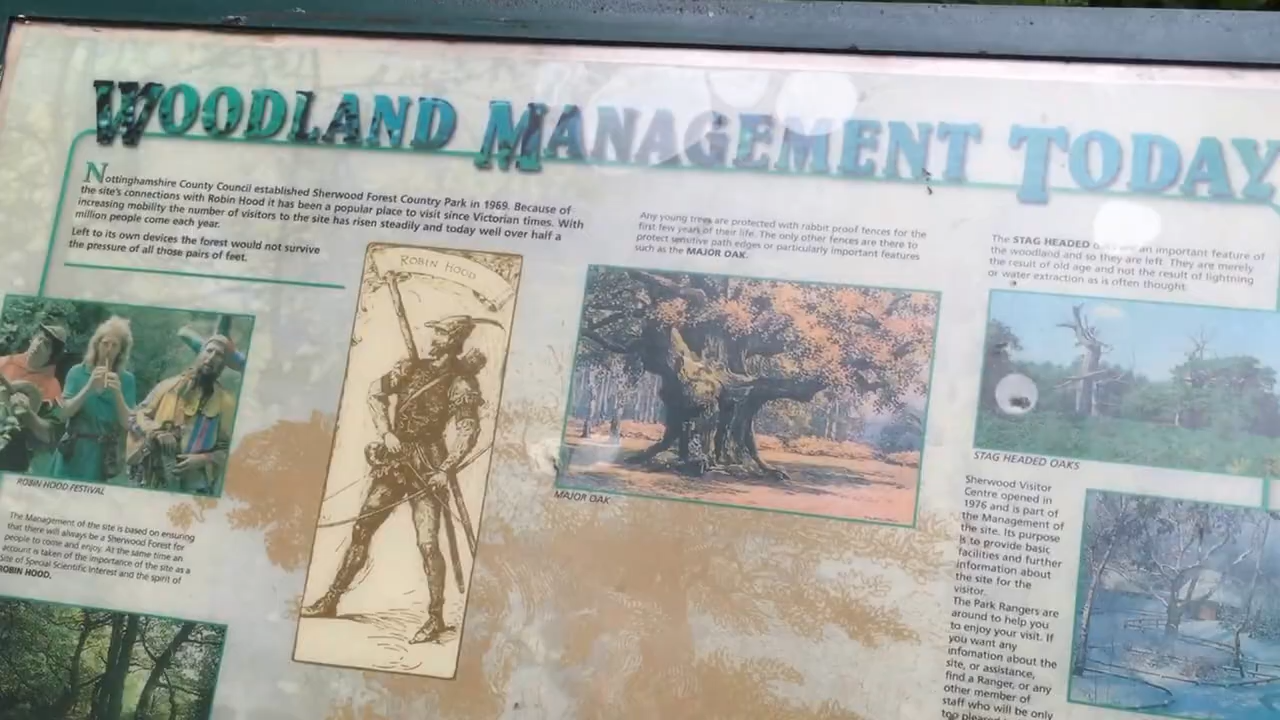 WOODLAND MANAGEMENT TODAY
Nottinghamshire County Council established Sherwood Forest Country Park in 1969. Because of
the site's connections with Robin Hood it has been a popular place to visit since Victorian times. With
increasing mobility the number of visitors to the site has risen steadily and today well over half a
million people come each year.
Left to its own devices the forest would not survive
the pressure of all those pairs of feet.
ROBIN HOOD FESTIVAL
The Management of the site is based on ensuring
that there will always be a Sherwood Forest for
people to come and enjoy. At the same time an
account is taken of the importance of the site as a
Site of Special Scientific Interest and the spirit of
ROBIN HOOD.
ROBIN HOOD
Any young trees are protected with rabbit proof fences for the
first few years of their life. The only other fences are there to
protect sensitive path edges or particularly important features
such as the MAJOR OAK.
MAJOR OAK
The STAG HEADED are an important feature of
the woodland and so they are left. They are merely
the result of old age and not the result of lightning
or water extraction as is often thought.
STAG HEADED OAKS
Sherwood Visitor
Centre opened in
1976 and is part of
the Management of
the site. Its purpose
is to provide basic
facilities and further
information about
the site for the
visitor.
The Park Rangers are
around to help you
to enjoy your visit. If
you want any
infomation about the
site, or assistance,
find a Ranger, or any
other member of
staff who will be only
too pleased